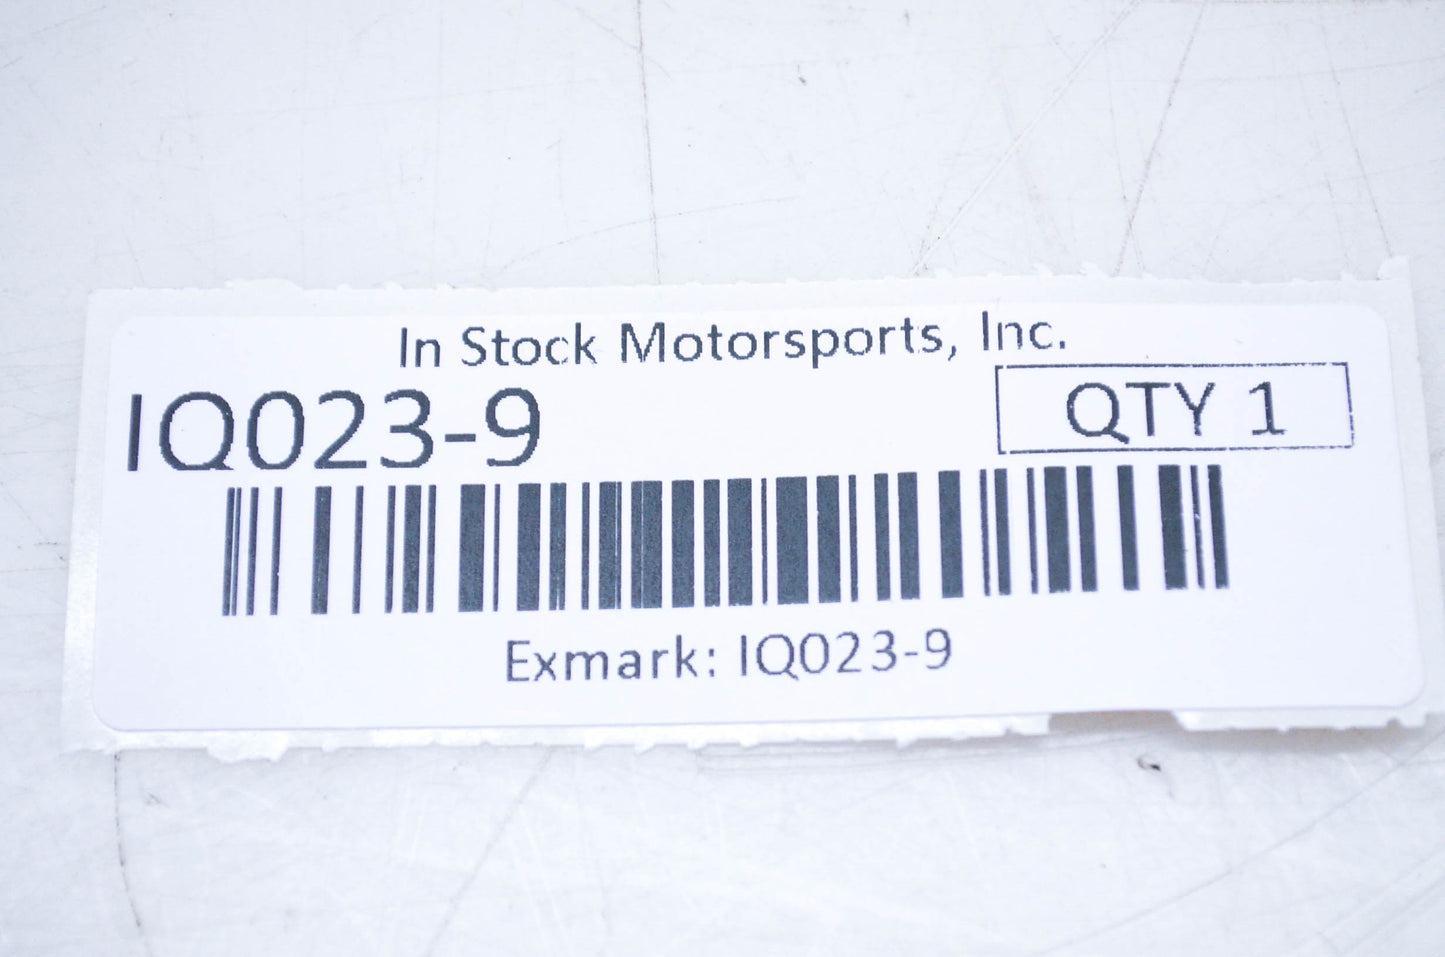 In Stock Motorsports, Inc.
IQ023-9
QTY 1
Exmark: IQ023-9